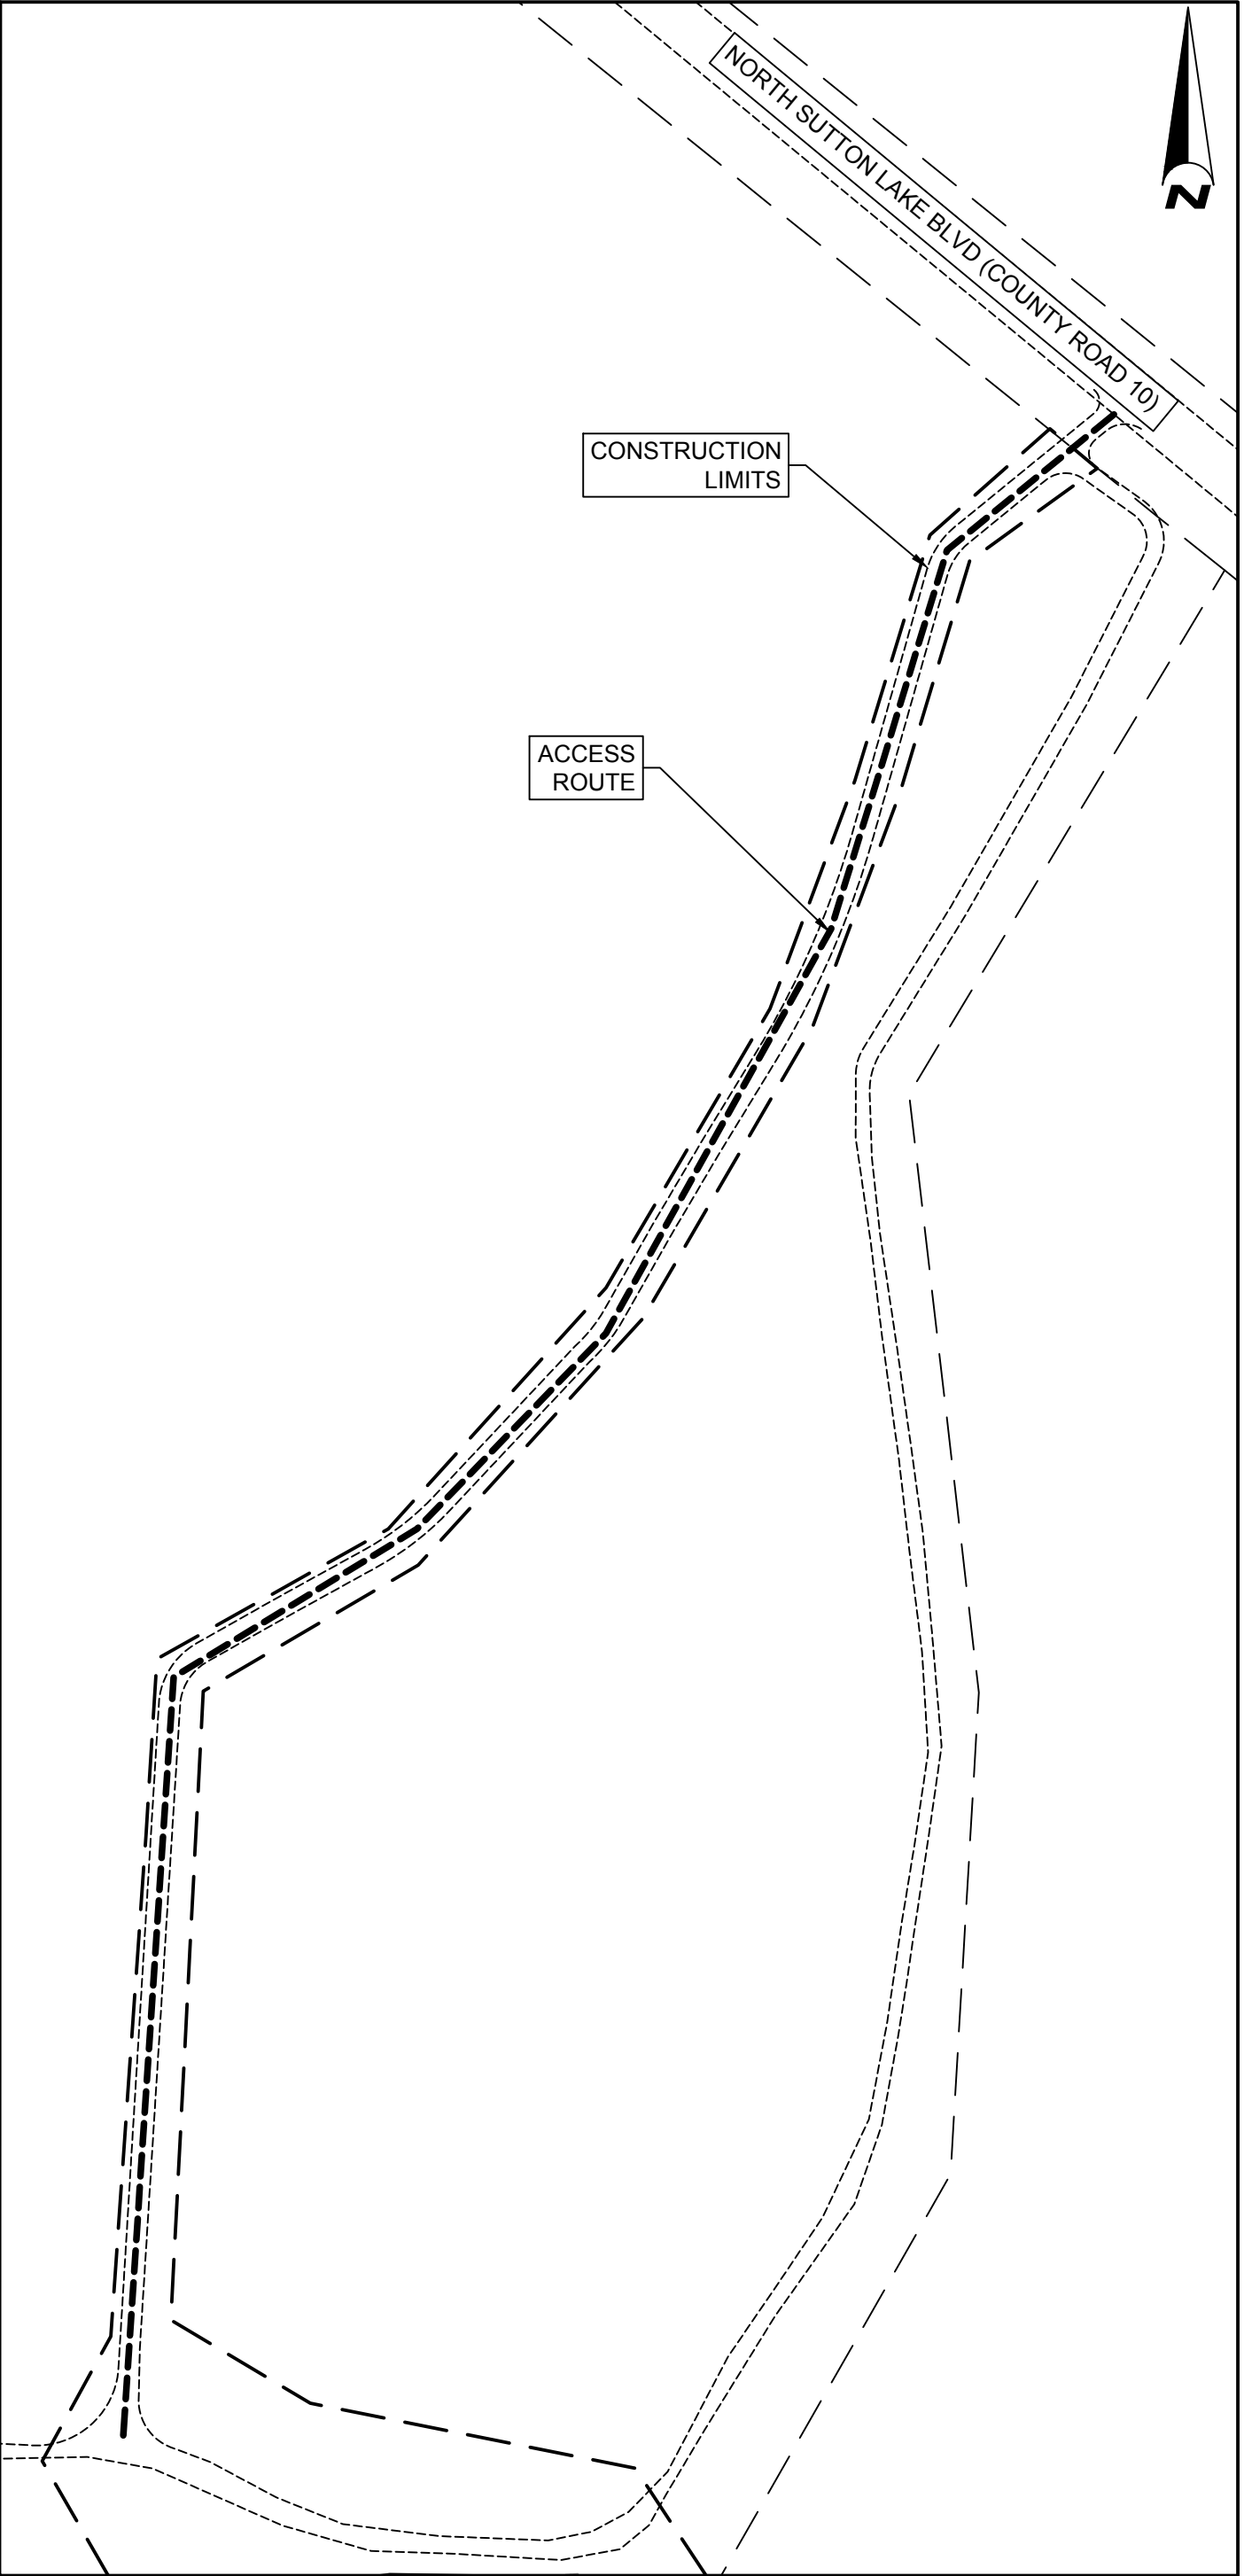 NORTH SUTTON LAKE BLVD (COUNTY ROAD 10)
N
CONSTRUCTION
LIMITS
ACCESS
ROUTE